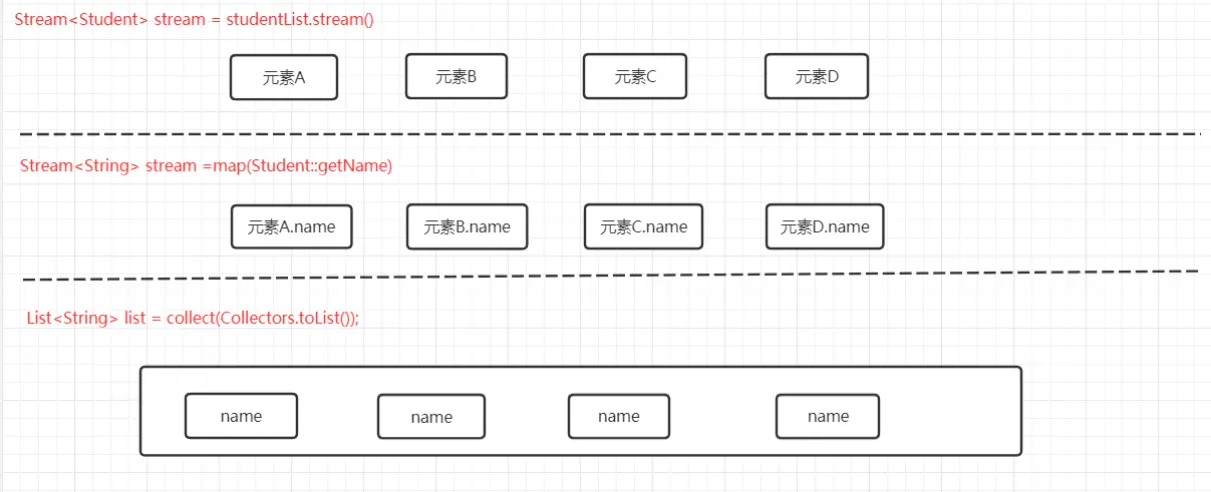 Stream<Student> stream = studentList.stream()
元素A 元素B 元素C 元素D
Stream<String> stream =map(Student::getName)
元素A.name 元素B.name 元素C.name 元素D.name
List<String> list = collect(Collectors.toList());
name name name name